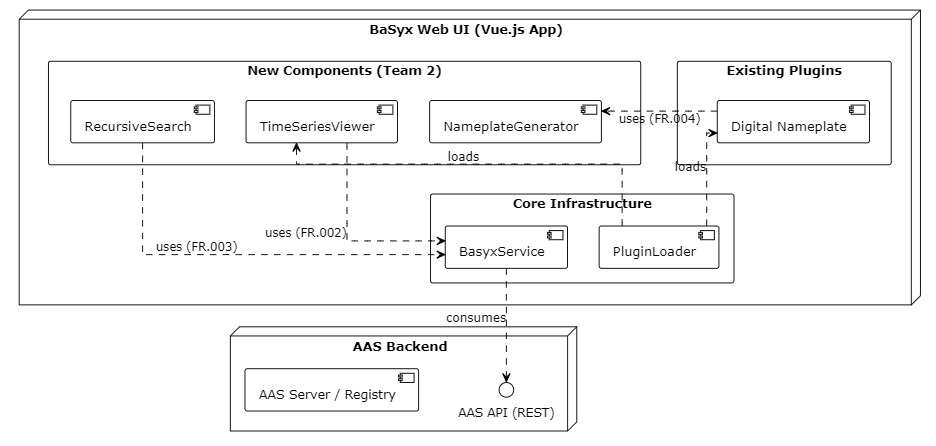 BaSyx Web UI (Vue.js App)
New Components (Team 2)
Existing Plugins
RecursiveSearch
TimeSeriesViewer
NameplateGenerator
uses (FR.004)
Digital Nameplate
loads
loads
Core Infrastructure
uses (FR.002)
uses (FR.003)
BasyxService
PluginLoader
consumes
AAS Backend
AAS Server / Registry
AAS API (REST)